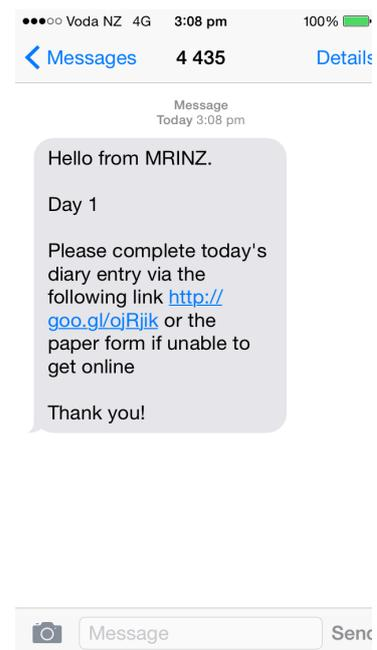 Voda NZ 4G 3:08 pm 100%
Messages 4 435 Details
Message
Today 3:08 pm
Hello from MRINZ.
Day 1
Please complete today's
diary entry via the
following link http://
goo.gl/ojRjik or the
paper form if unable to
get online
Thank you!
Message Send